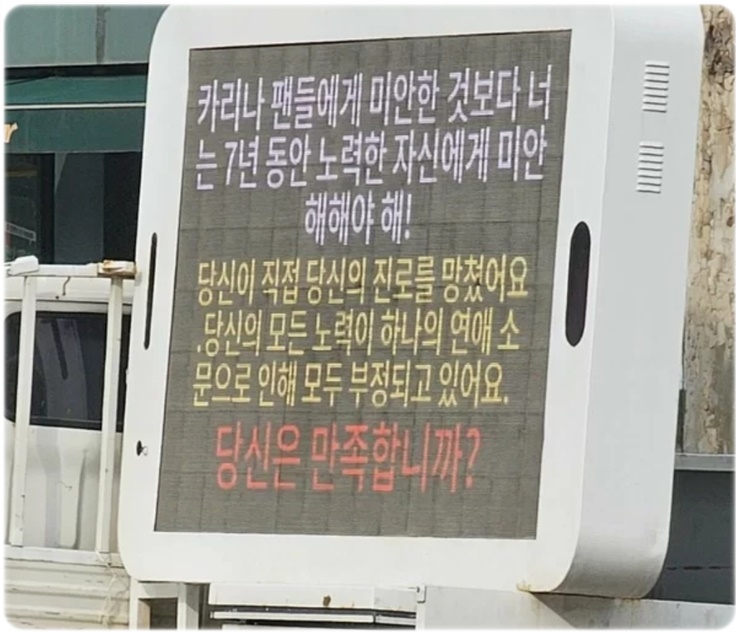 카리나 팬들에게 미안한 것보다 너
는 7년 동안 노력한 자신에게 미안
해해야 해!
당신이 직접 당신의 진로를 망쳤어요
.당신의 모든 노력이 하나의 연애 소
문으로 인해 모두 부정되고 있어요.
당신은 만족합니까?